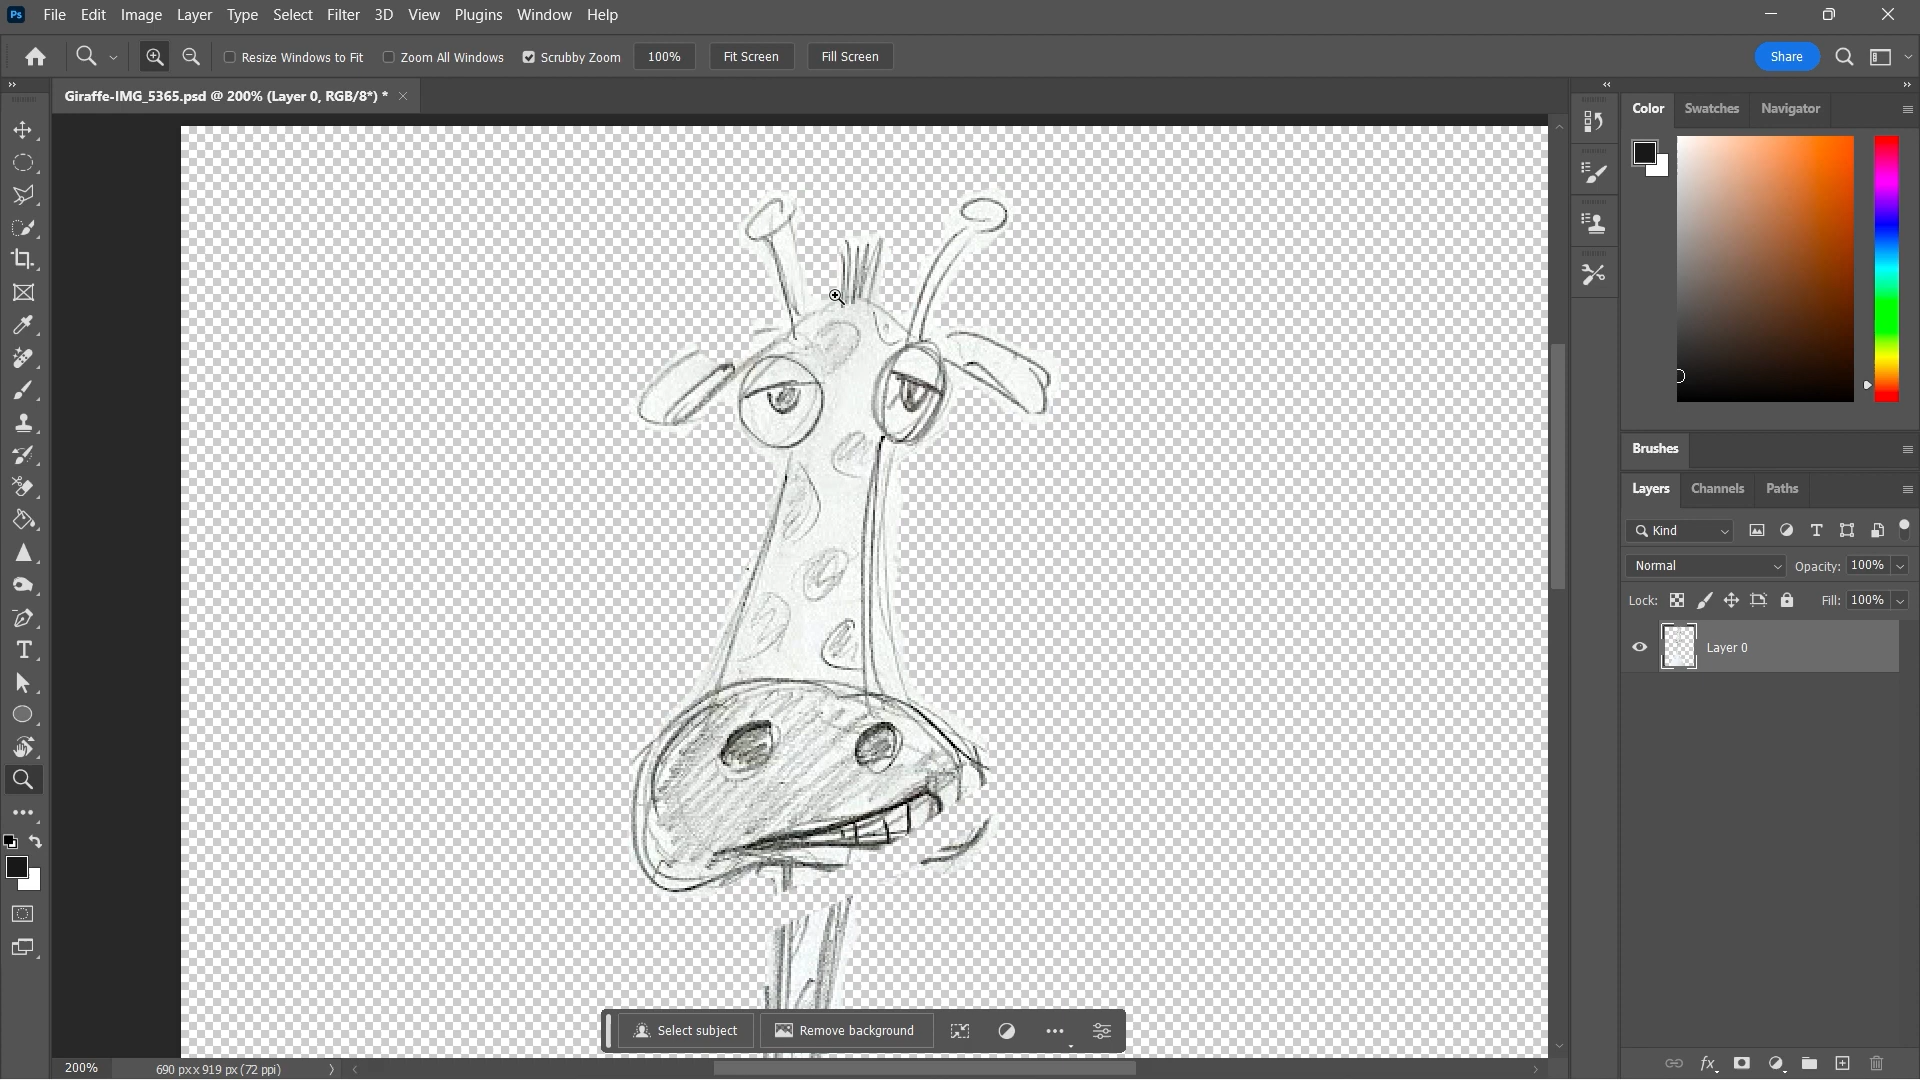 Ps File Edit Image Layer Type Select Filter 3D View Plugins Window Help
Resize Windows to Fit Zoom All Windows Scrubby Zoom 100% Fit Screen Fill Screen Share
Giraffe-IMG_5365.psd @ 200% (Layer 0, RGB/8*) *
Color Swatches Navigator
Brushes
Layers Channels Paths
Kind
Normal Opacity: 100%
Lock: Fill: 100%
Layer 0
Select subject Remove background
200% 690 px x 919 px (72 ppi)